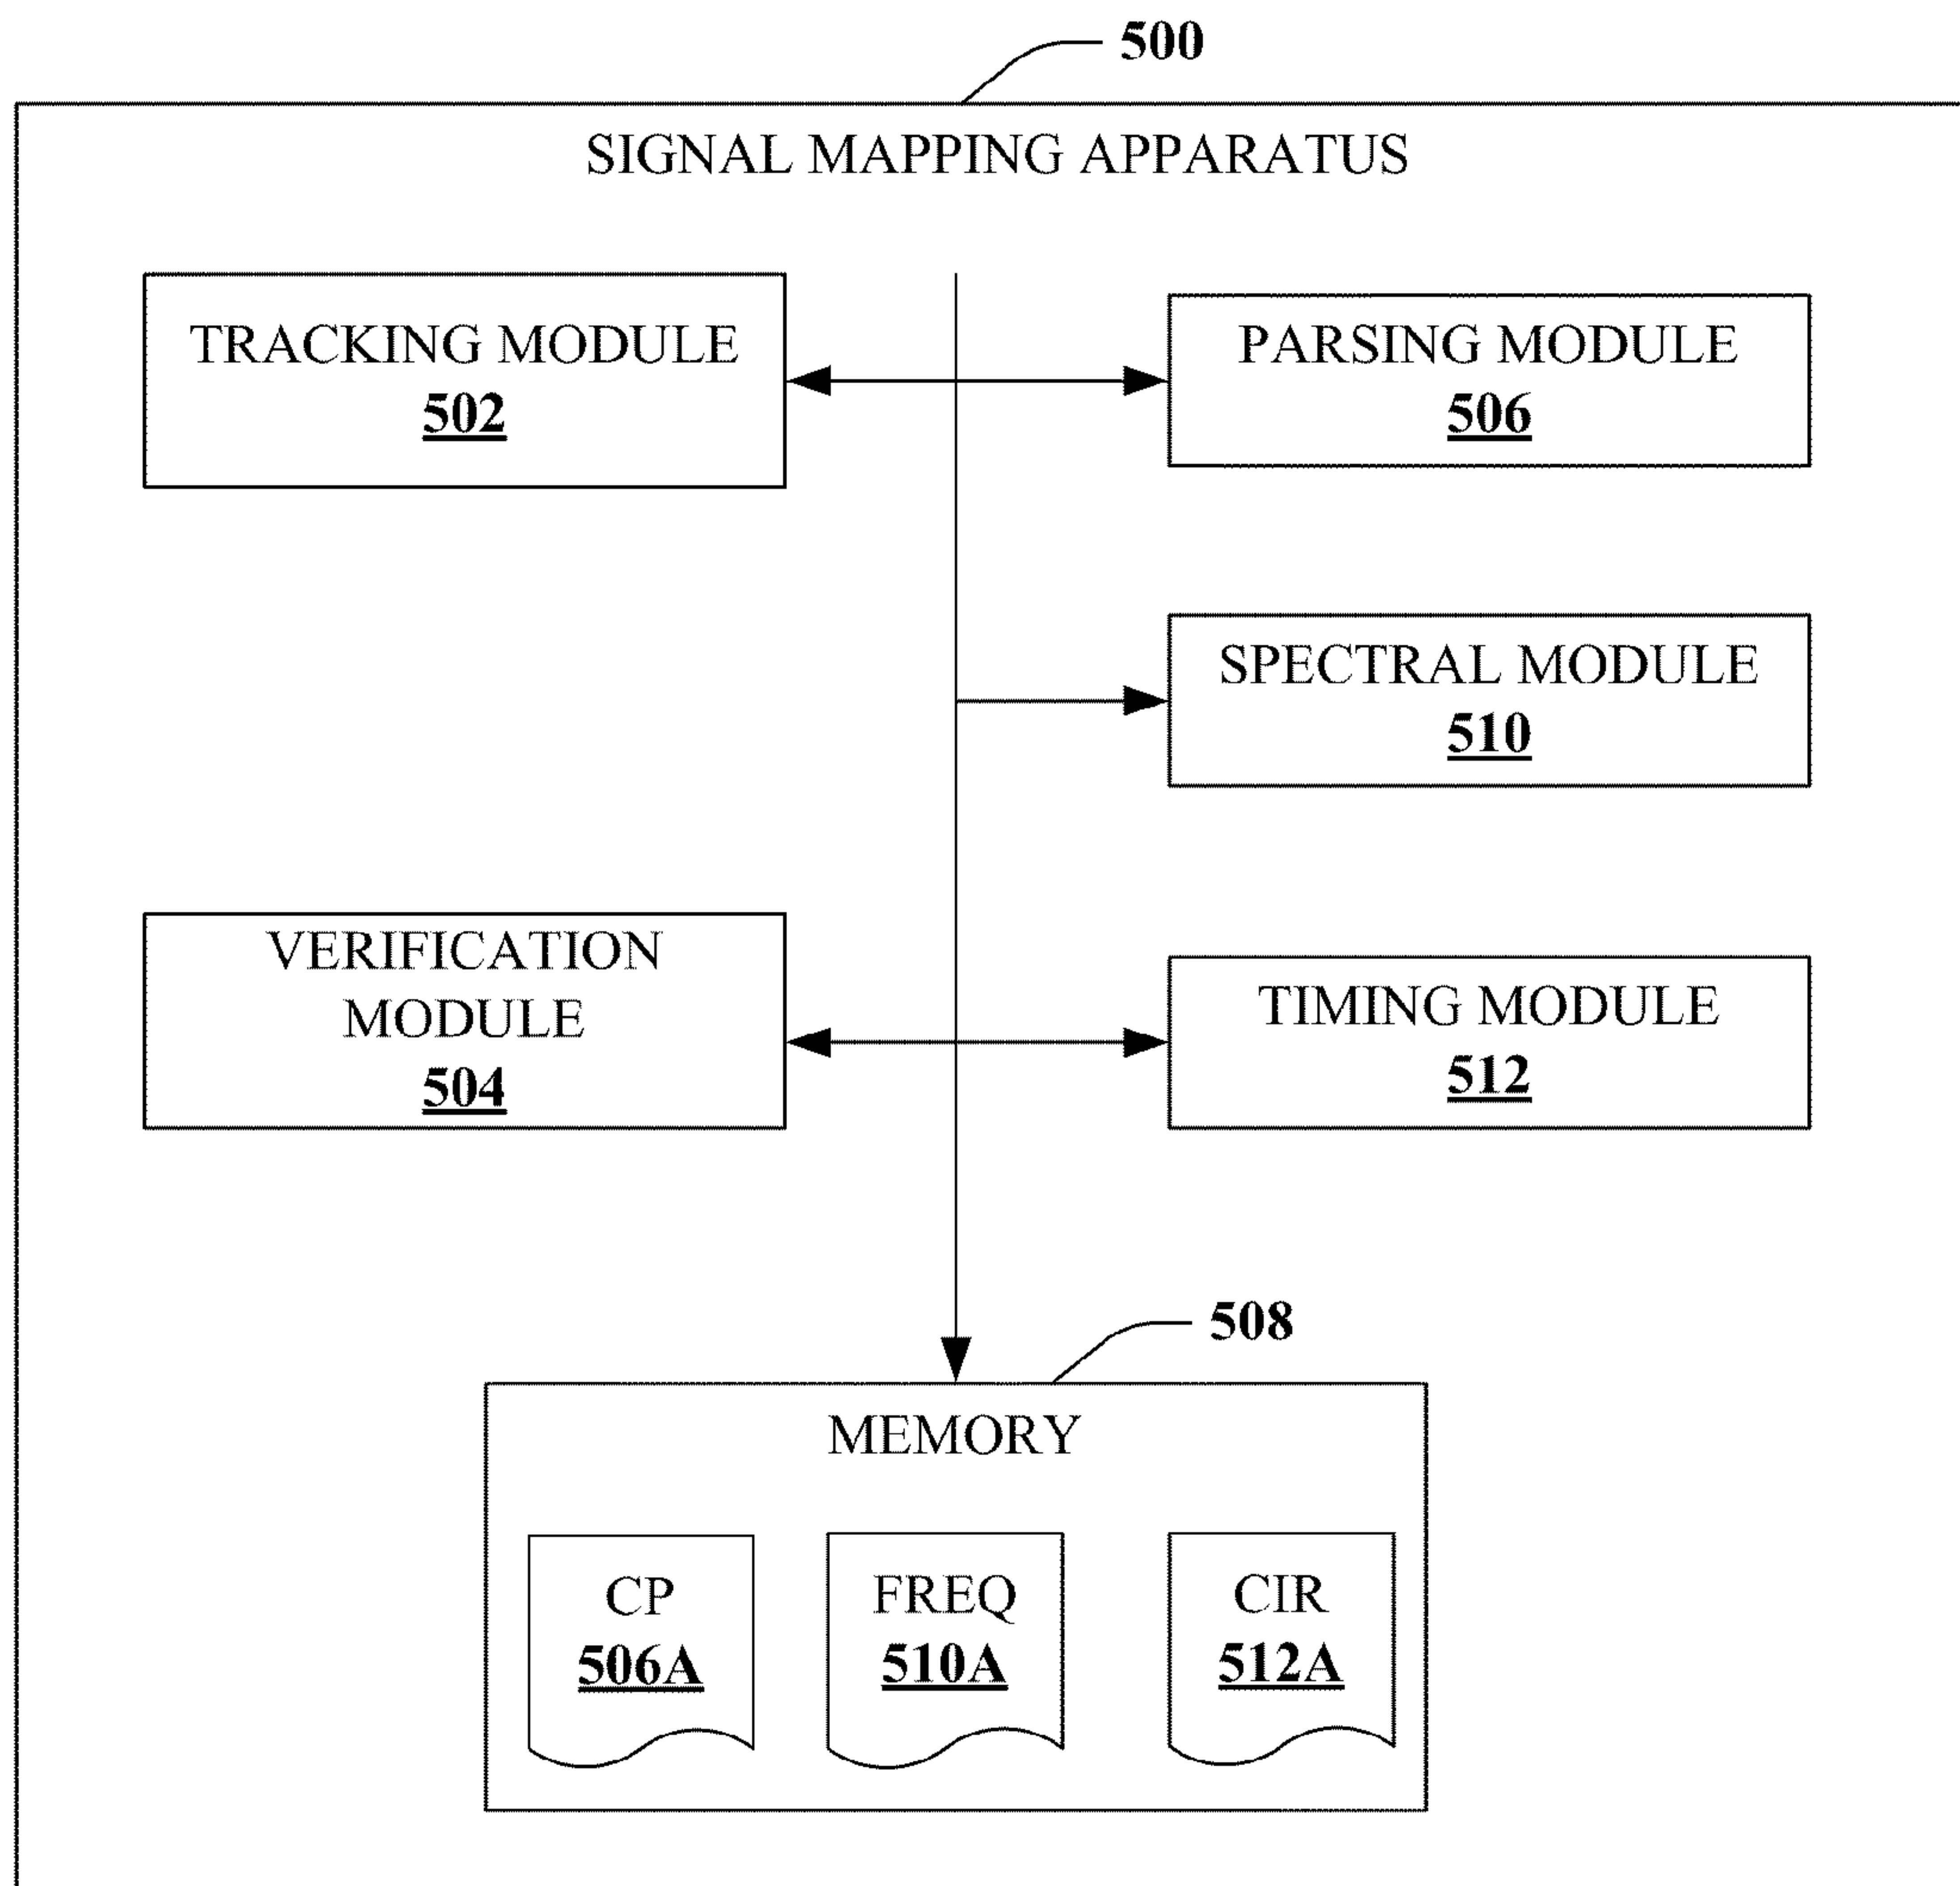 500
SIGNAL MAPPING APPARATUS
TRACKING MODULE
502
PARSING MODULE
506
SPECTRAL MODULE
510
VERIFICATION
MODULE
504
TIMING MODULE
512
508
MEMORY
CP
506A
FREQ
510A
CIR
512A